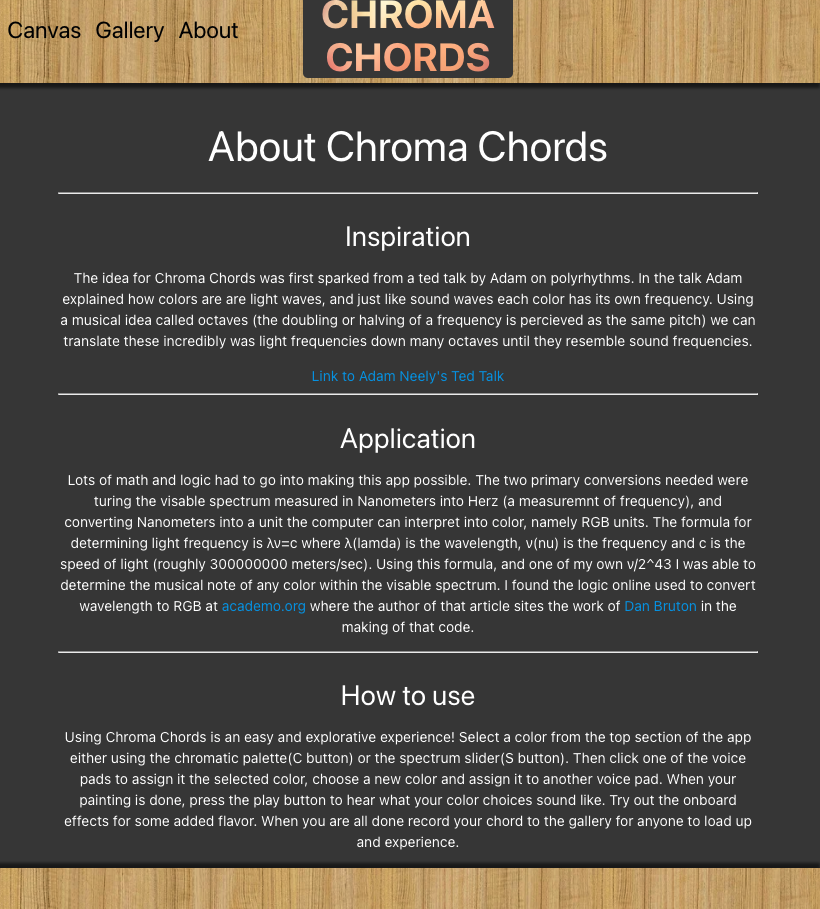 Canvas Gallery About
CHROMA
CHORDS
About Chroma Chords
Inspiration
The idea for Chroma Chords was first sparked from a ted talk by Adam on polyrhythms. In the talk Adam
explained how colors are are light waves, and just like sound waves each color has its own frequency. Using
a musical idea called octaves (the doubling or halving of a frequency is percieved as the same pitch) we can
translate these incredibly was light frequencies down many octaves until they resemble sound frequencies.
Link to Adam Neely's Ted Talk
Application
Lots of math and logic had to go into making this app possible. The two primary conversions needed were
turing the visable spectrum measured in Nanometers into Herz (a measuremnt of frequency), and
converting Nanometers into a unit the computer can interpret into color, namely RGB units. The formula for
determining light frequency is λν=c where λ(lamda) is the wavelength, ν(nu) is the frequency and c is the
speed of light (roughly 300000000 meters/sec). Using this formula, and one of my own ν/2^43 I was able to
determine the musical note of any color within the visable spectrum. I found the logic online used to convert
wavelength to RGB at academo.org where the author of that article sites the work of Dan Bruton in the
making of that code.
How to use
Using Chroma Chords is an easy and explorative experience! Select a color from the top section of the app
either using the chromatic palette(C button) or the spectrum slider(S button). Then click one of the voice
pads to assign it the selected color, choose a new color and assign it to another voice pad. When your
painting is done, press the play button to hear what your color choices sound like. Try out the onboard
effects for some added flavor. When you are all done record your chord to the gallery for anyone to load up
and experience.